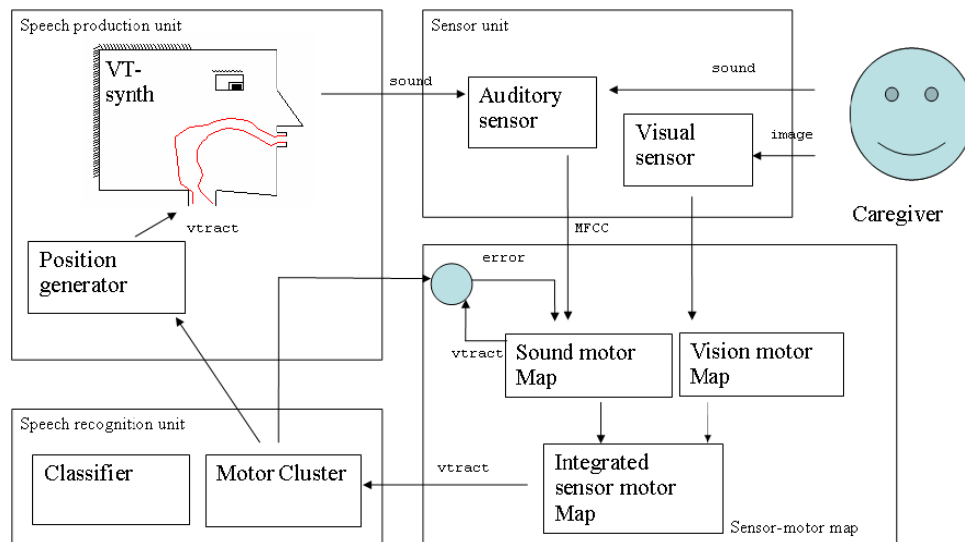 Speech production unit
VT-
synth
vtract
Position
generator
sound
Sensor unit
Auditory
sensor
Visual
sensor
sound
image
Caregiver
MFCC
error
vtract
Sound motor
Map
Vision motor
Map
Integrated
sensor motor
Map
Sensor-motor map
vtract
Speech recognition unit
Classifier
Motor Cluster